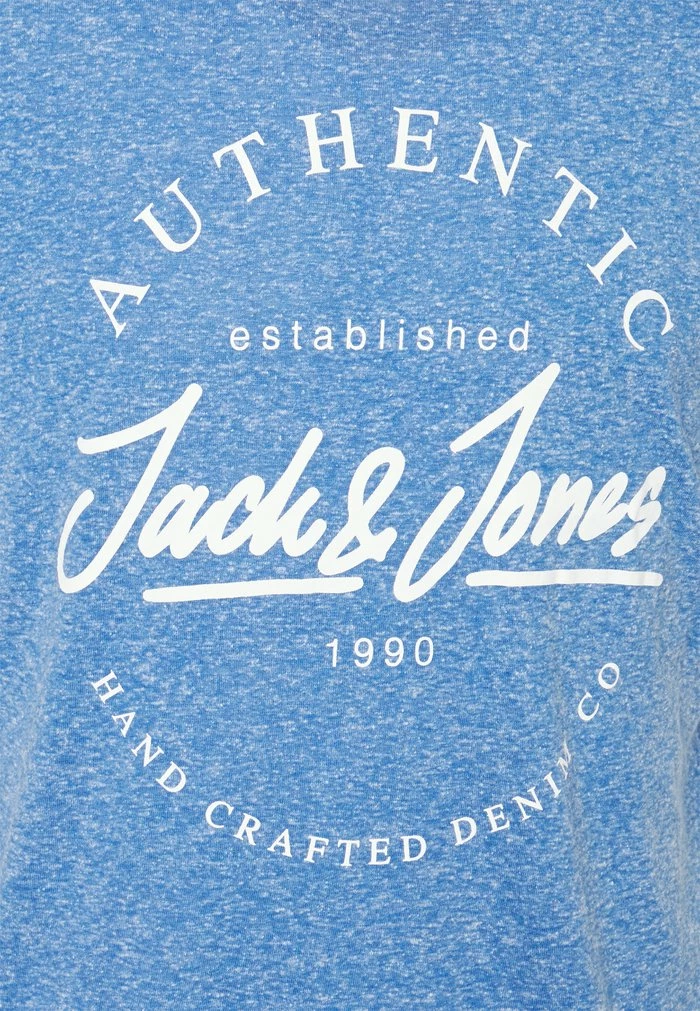 AUTHENTIC
established
Jack & Jones
1990
HAND CRAFTED DENIM CO